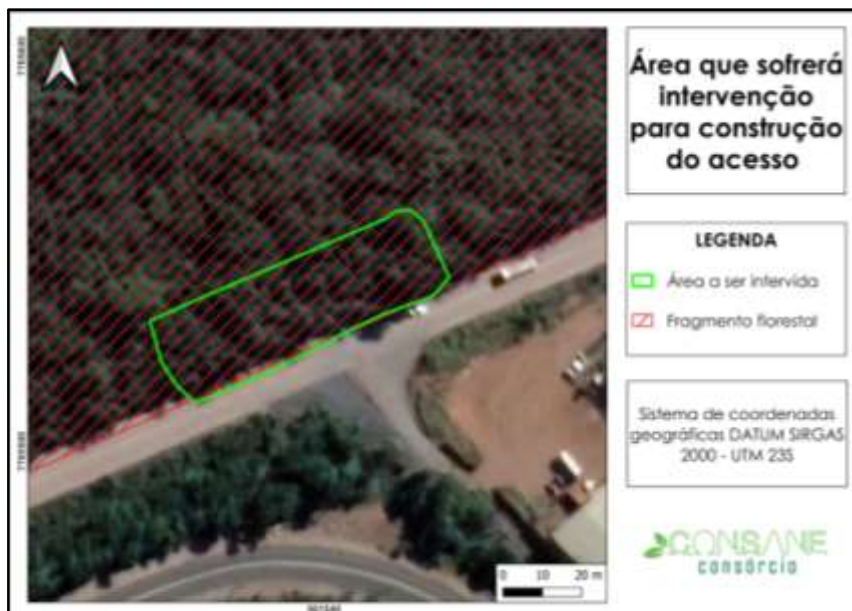 Área que sofrerá
intervenção
para construção
do acesso
LEGENDA
Área a ser intervida
Fragmento florestal
Sistema de coordenadas
geográficas DATUM SIRGAS
2000 - UTM 23S
CONSANE
consórcio
0 10 20 m